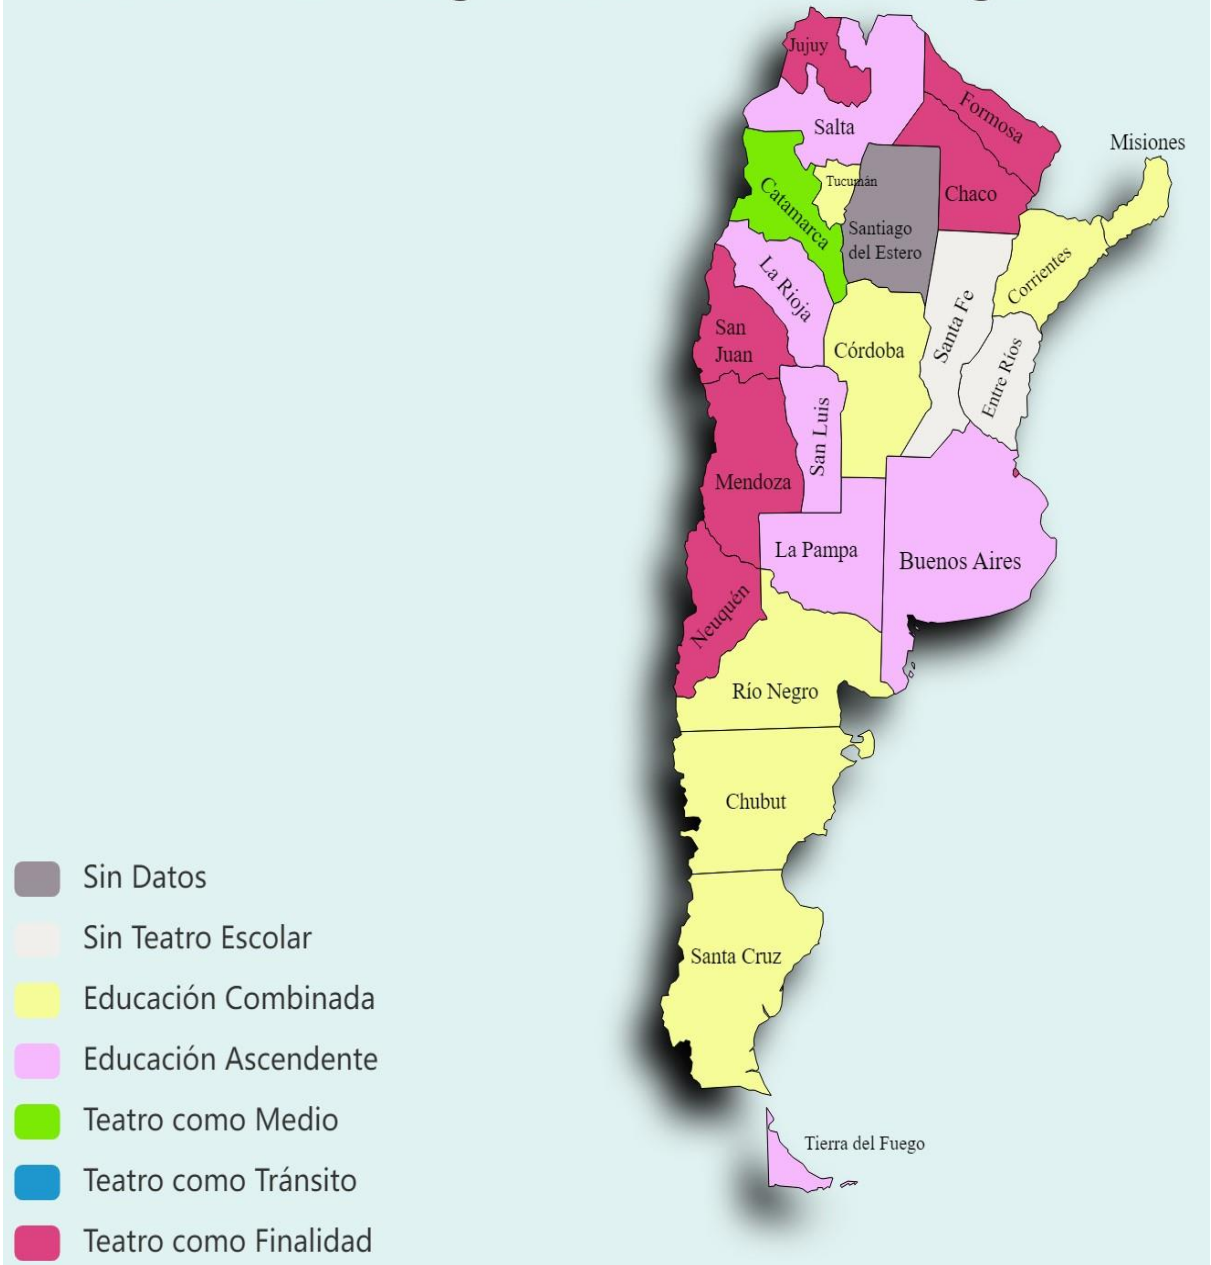 Jujuy
Formosa
Salta
Misiones
Tucumán
Catamarca
Chaco
Santiago
del Estero
La Rioja
Corrientes
Santa Fe
San
Juan
Córdoba
Entre Ríos
San Luis
Mendoza
La Pampa
Buenos Aires
Neuquén
Río Negro
Chubut
Santa Cruz
Tierra del Fuego
Sin Datos
Sin Teatro Escolar
Educación Combinada
Educación Ascendente
Teatro como Medio
Teatro como Tránsito
Teatro como Finalidad